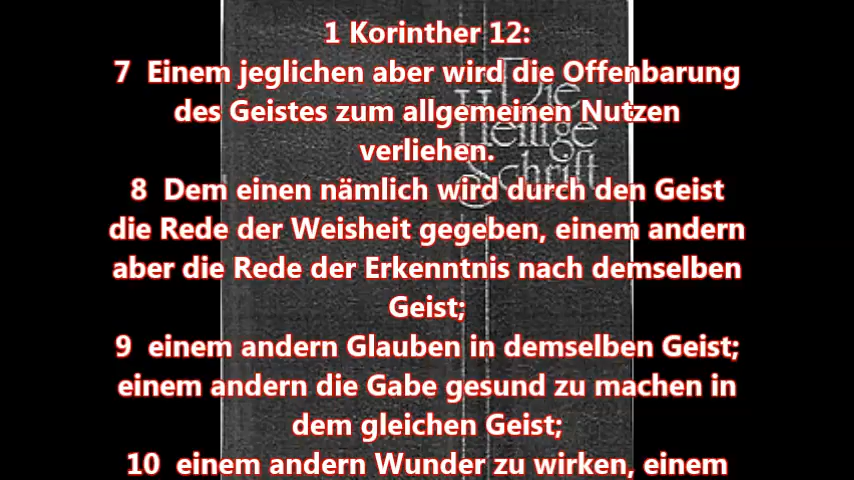 1 Korinther 12:
7 Einem jeglichen aber wird die Offenbarung
des Geistes zum allgemeinen Nutzen
verliehen.
8 Dem einen nämlich wird durch den Geist
die Rede der Weisheit gegeben, einem andern
aber die Rede der Erkenntnis nach demselben
Geist;
9 einem andern Glauben in demselben Geist;
einem andern die Gabe gesund zu machen in
dem gleichen Geist;
10 einem andern Wunder zu wirken, einem
Die
Heilige
Schrift